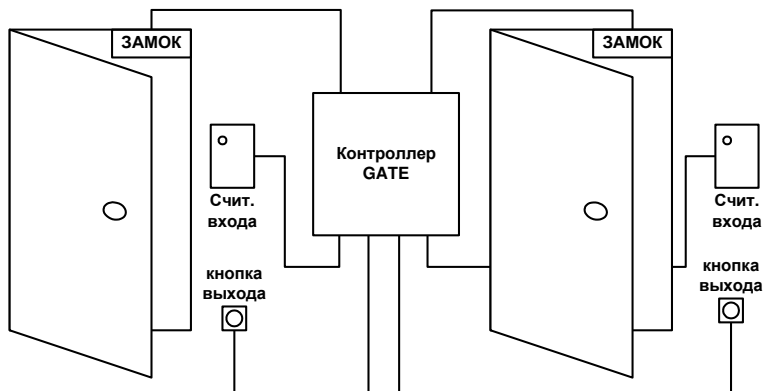 ЗАМОК
ЗАМОК
Контроллер
GATE
Счит.
входа
Счит.
входа
кнопка
выхода
кнопка
выхода